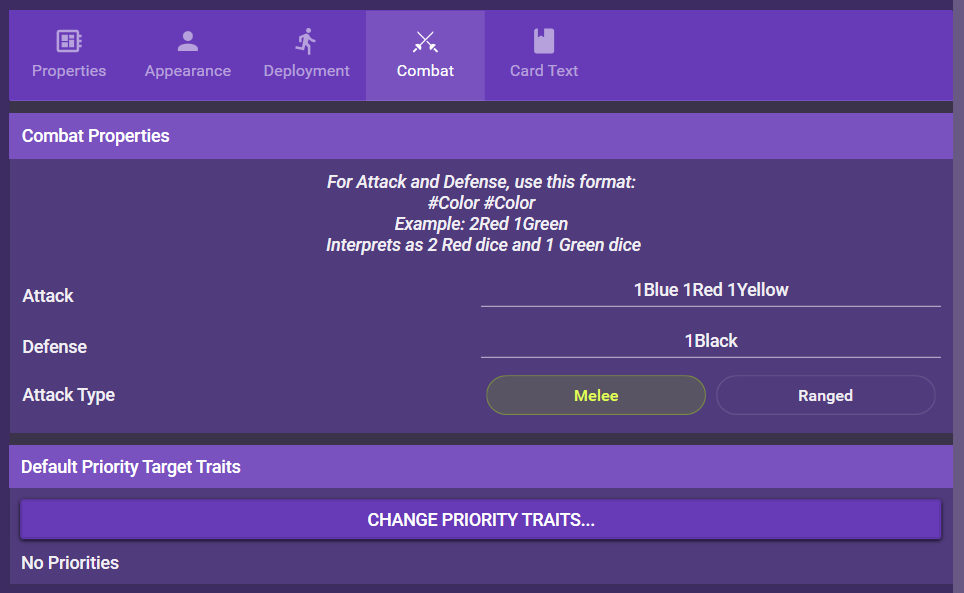 Properties
Appearance
Deployment
Combat
Card Text
Combat Properties
For Attack and Defense, use this format:
#Color #Color
Example: 2Red 1Green
Interprets as 2 Red dice and 1 Green dice
Attack
1Blue 1Red 1Yellow
Defense
1Black
Attack Type
Melee
Ranged
Default Priority Target Traits
CHANGE PRIORITY TRAITS...
No Priorities